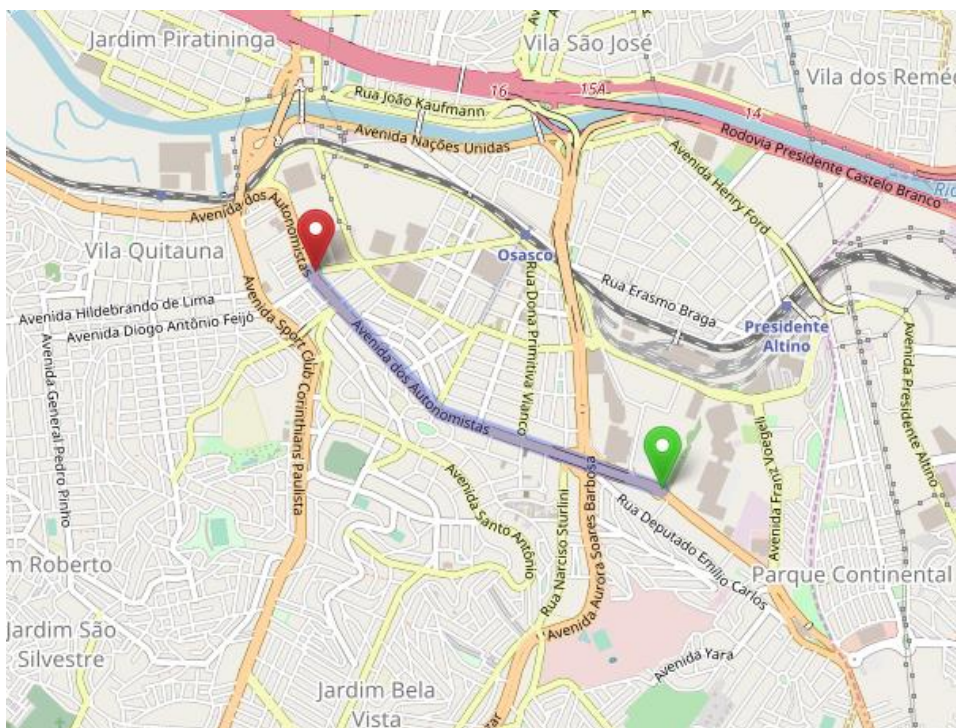 Jardim Piratininga
Vila São José
Vila dos Remé
16
15A
14
Rua João Kaufmann
Avenida Nações Unidas
Rodovia Presidente Castelo Branco
Avenida Henry Ford
Rio
Avenida dos Autonomistas
Vila Quitauna
Osasco
Rua Dona Primitiva Vianco
Rua Erasmo Braga
Avenida Hildebrando de Lima
Avenida Diogo Antônio Feijó
Avenida Sport Club Corinthians Paulista
Presidente
Altino
Avenida General Pedro Pinho
Avenida dos Autonomistas
Avenida Presidente Altino
Avenida Franz Voegeli
Avenida Santo Antônio
Rua Narciso Sturlini
Avenida Aurora Soares Barbosa
Rua Deputado Emílio Carlos
m Roberto
Parque Continental
Jardim São
Silvestre
Avenida Yara
Jardim Bela
Vista